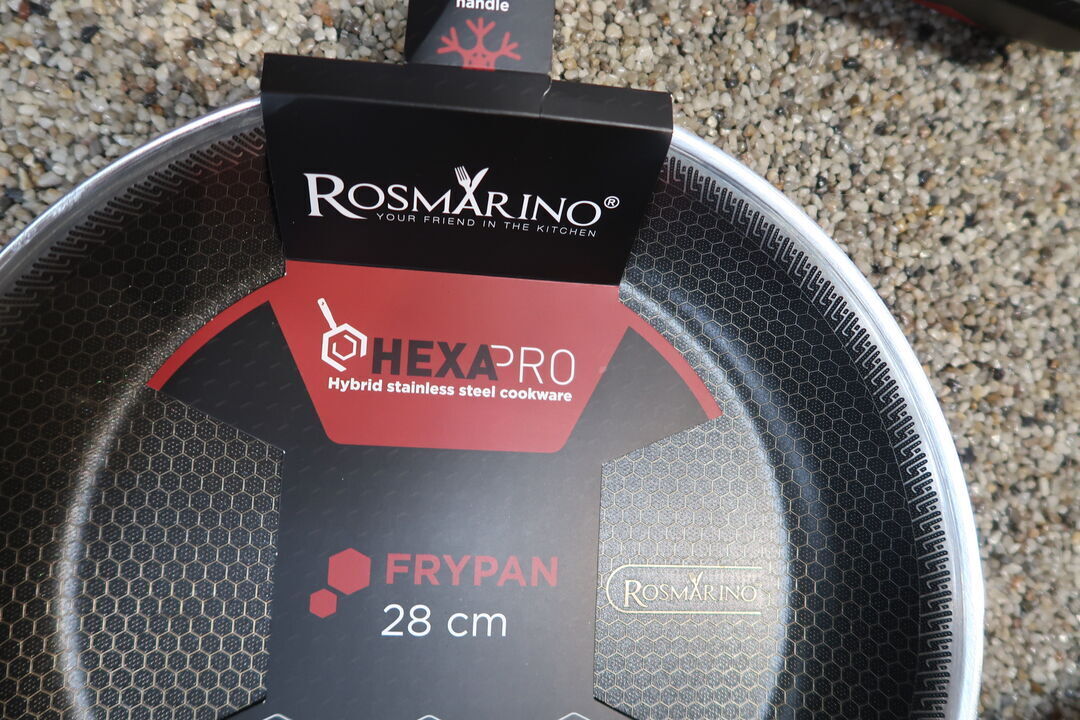 handle
ROSMARINO®
YOUR FRIEND IN THE KITCHEN
HEXAPRO
Hybrid stainless steel cookware
FRYPAN
28 cm
ROSMARINO